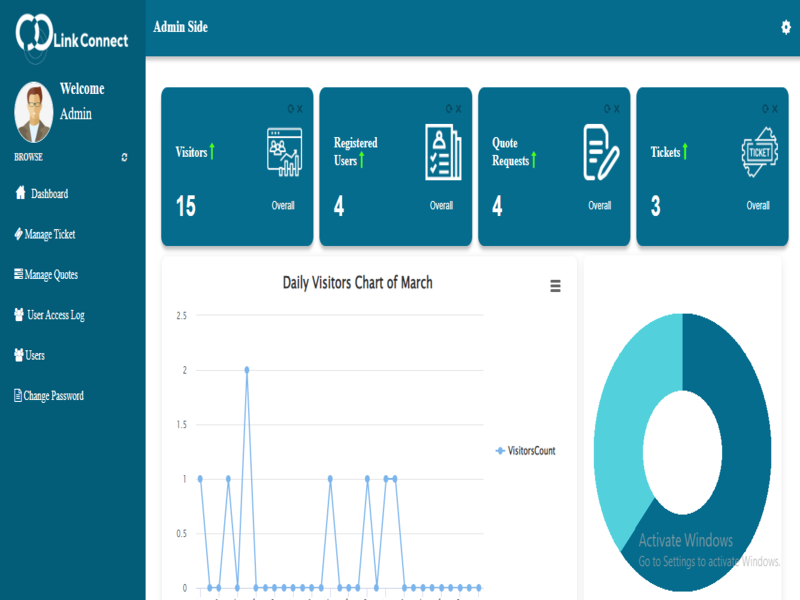 Link Connect
Admin Side
Welcome
Admin
BROWSE
Dashboard
Manage Ticket
Manage Quotes
User Access Log
Users
Change Password
Visitors
15
Overall
Registered
Users
4
Overall
Quote
Requests
4
Overall
Tickets
TICKET
3
Overall
Daily Visitors Chart of March
2.5
2
1.5
1
0.5
0
VisitorsCount
Activate Windows
Go to Settings to activate Windows.